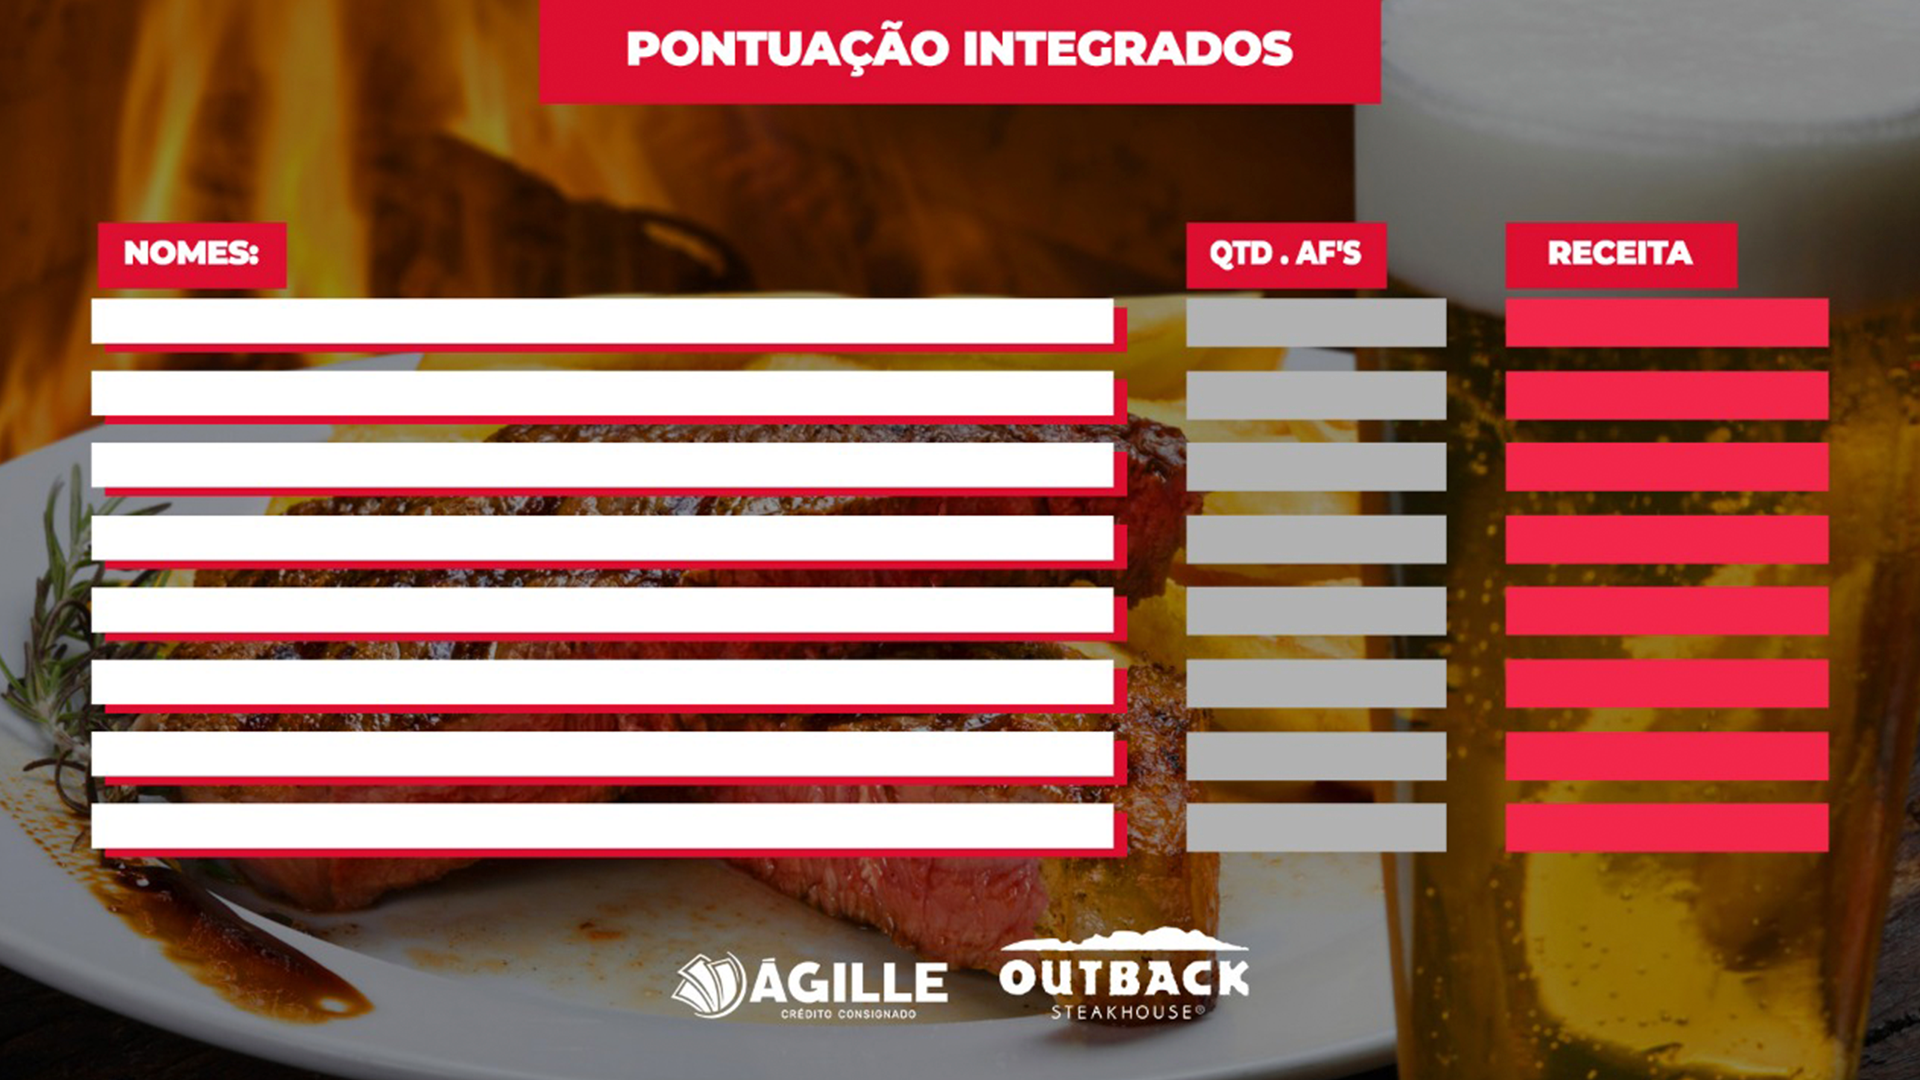 PONTUAÇÃO INTEGRADOS
NOMES: QTD . AF'S RECEITA
ÁGILLE
CRÉDITO CONSIGNADO
OUTBACK
STEAKHOUSE®